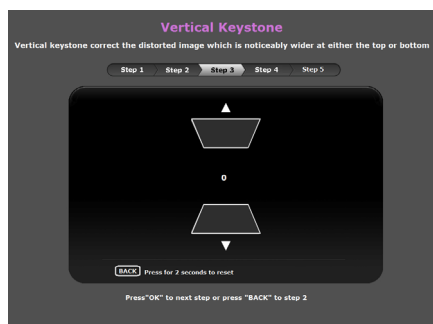 Vertical Keystone
Vertical keystone correct the distorted image which is noticeably wider at either the top or bottom
Step 1 Step 2 Step 3 Step 4 Step 5
0
BACK Press for 2 seconds to reset
Press"OK" to next step or press "BACK" to step 2